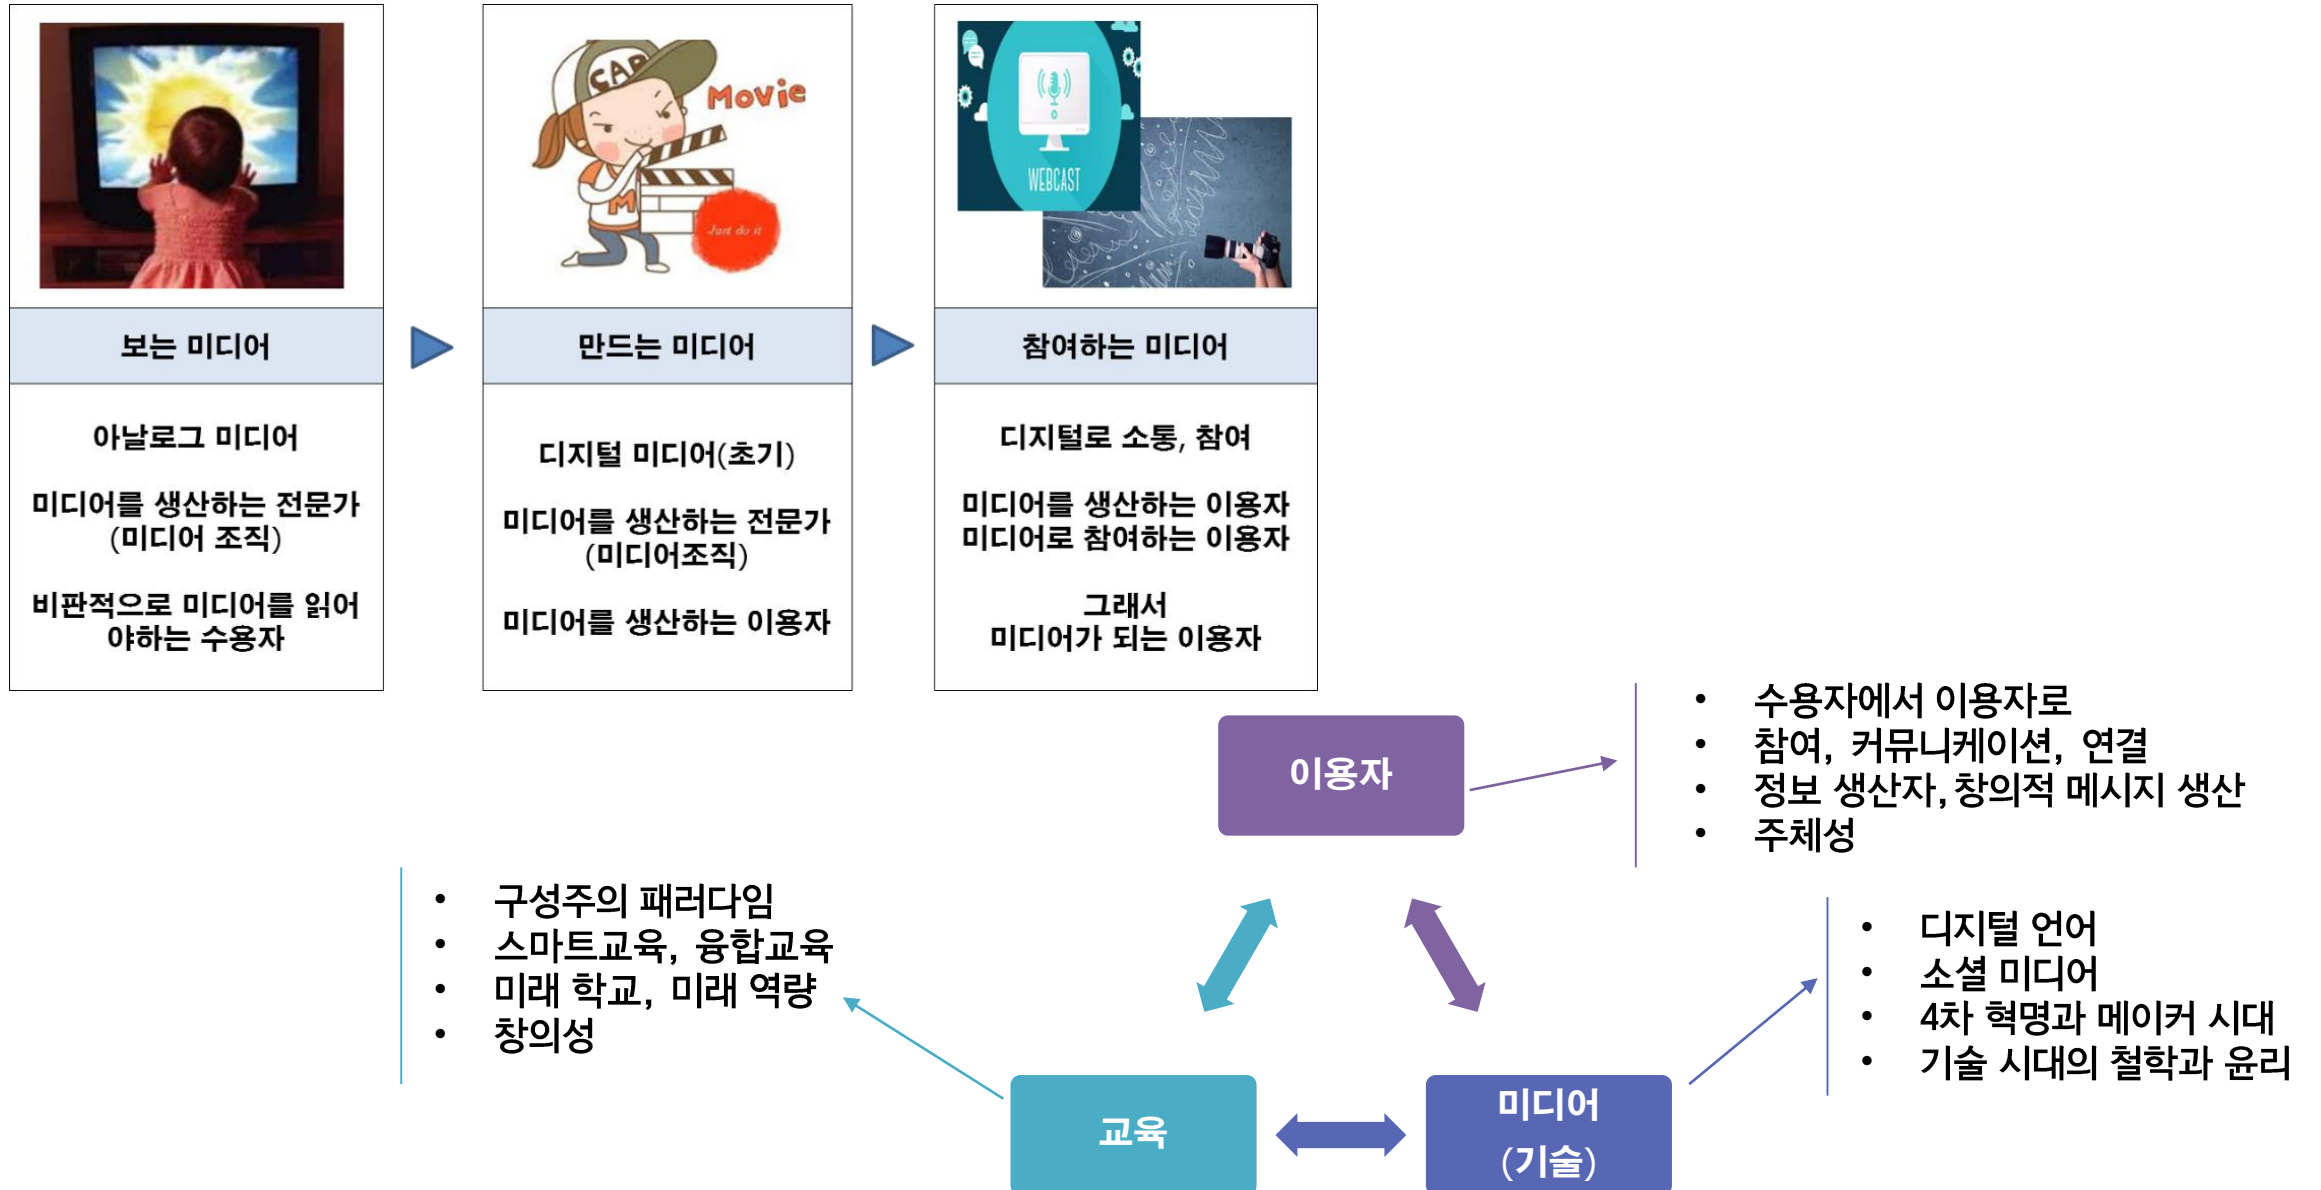 CAP
Movie
M
Just do it
WEBCAST
보는 미디어
아날로그 미디어
미디어를 생산하는 전문가
(미디어 조직)
비판적으로 미디어를 읽어
야하는 수용자
만드는 미디어
디지털 미디어(초기)
미디어를 생산하는 전문가
(미디어조직)
미디어를 생산하는 이용자
참여하는 미디어
디지털로 소통, 참여
미디어를 생산하는 이용자
미디어로 참여하는 이용자
그래서
미디어가 되는 이용자
이용자
• 수용자에서 이용자로
• 참여, 커뮤니케이션, 연결
• 정보 생산자,창의적 메시지 생산
• 주체성
• 구성주의 패러다임
• 스마트교육, 융합교육
• 미래 학교, 미래 역량
• 창의성
• 디지털 언어
• 소셜 미디어
• 4차 혁명과 메이커 시대
• 기술 시대의 철학과 윤리
교육
미디어
(기술)